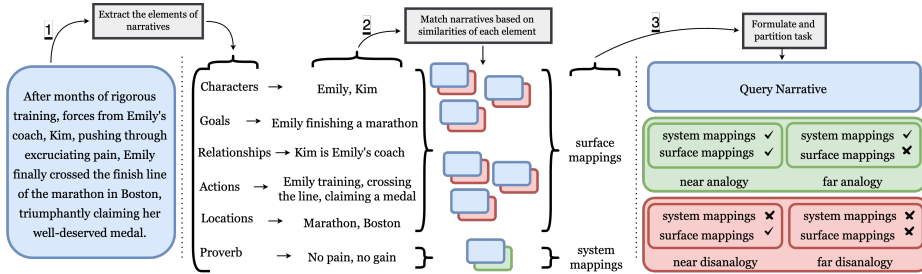 1
Extract the elements of
narratives
2
Match narratives based on
similarities of each element
3
Formulate and
partition task
After months of rigorous
training, forces from Emily's
coach, Kim, pushing through
excruciating pain, Emily
finally crossed the finish line
of the marathon in Boston,
triumphantly claiming her
well-deserved medal.
Characters
Emily, Kim
Goals
Emily finishing a marathon
Relationships
Kim is Emily's coach
Actions
Emily training, crossing
the line, claiming a medal
Locations
Marathon, Boston
Proverb
No pain, no gain
surface
mappings
system
mappings
Query Narrative
system mappings ✓
surface mappings ✓
near analogy
system mappings ✓
surface mappings ✗
far analogy
system mappings ✗
surface mappings ✓
near disanalogy
system mappings ✗
surface mappings ✗
far disanalogy